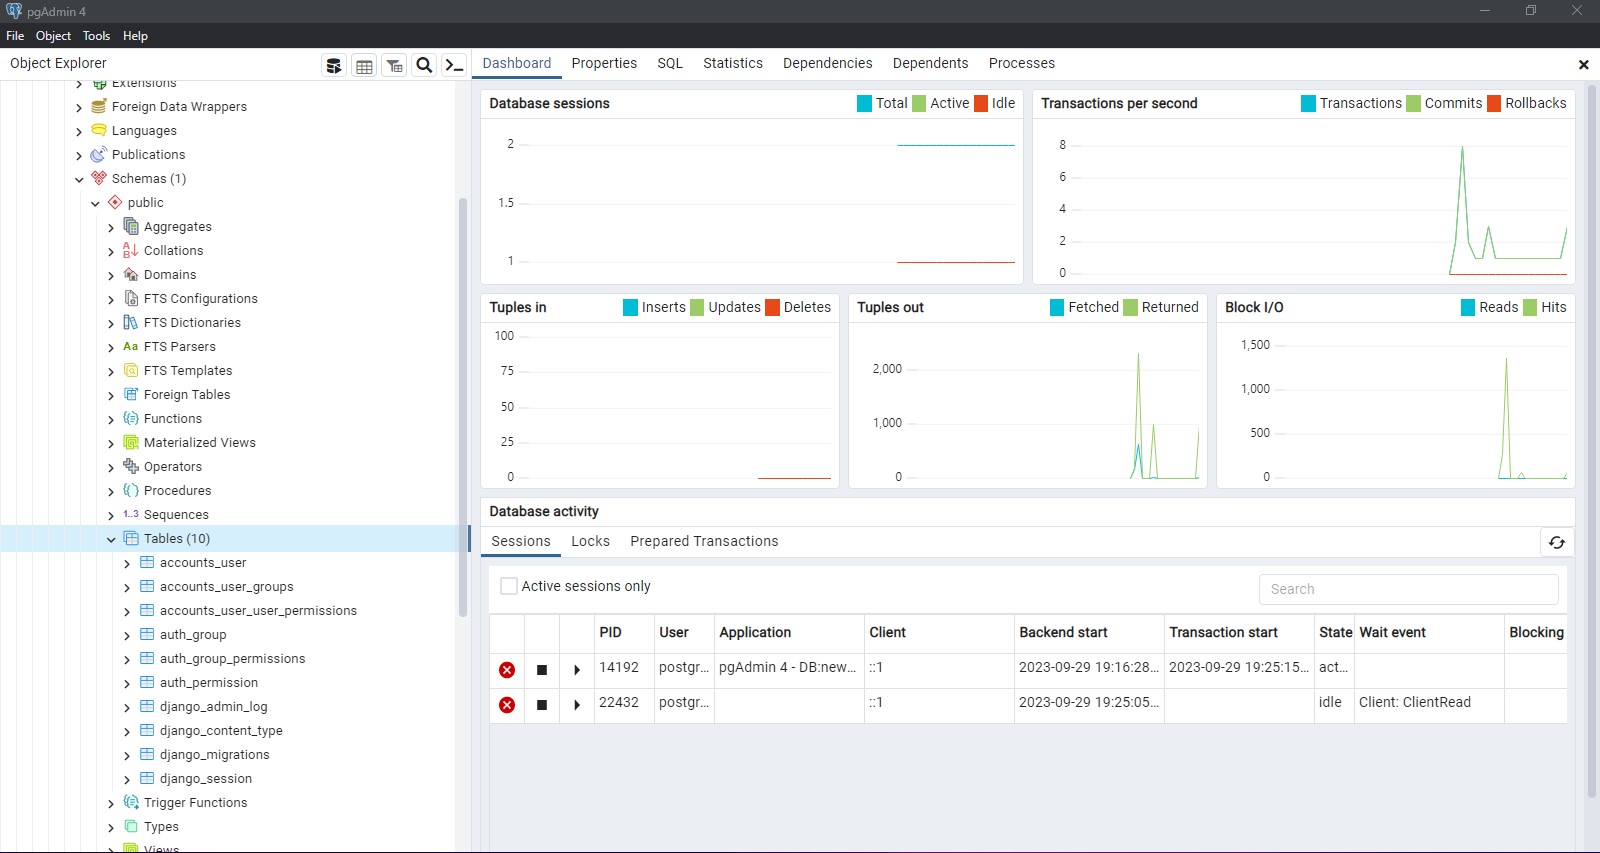 pgAdmin 4
File Object Tools Help
Object Explorer
Extensions
Foreign Data Wrappers
Languages
Publications
Schemas (1)
public
Aggregates
Collations
Domains
FTS Configurations
FTS Dictionaries
Aa FTS Parsers
FTS Templates
Foreign Tables
Functions
Materialized Views
Operators
Procedures
1..3 Sequences
Tables (10)
accounts_user
accounts_user_groups
accounts_user_user_permissions
auth_group
auth_group_permissions
auth_permission
django_admin_log
django_content_type
django_migrations
django_session
Trigger Functions
Types
Views
Dashboard Properties SQL Statistics Dependencies Dependents Processes
Database sessions Total Active Idle
2
1.5
1
Transactions per second Transactions Commits Rollbacks
8
6
4
2
0
Tuples in Inserts Updates Deletes
100
75
50
25
0
Tuples out Fetched Returned
2,000
1,000
0
Block I/O Reads Hits
1,500
1,000
500
0
Database activity
Sessions Locks Prepared Transactions
Active sessions only Search
PID User Application Client Backend start Transaction start State Wait event Blocking
14192 postgr... pgAdmin 4 - DB:new... ::1 2023-09-29 19:16:28... 2023-09-29 19:25:15... act...
22432 postgr... ::1 2023-09-29 19:25:05... idle Client: ClientRead